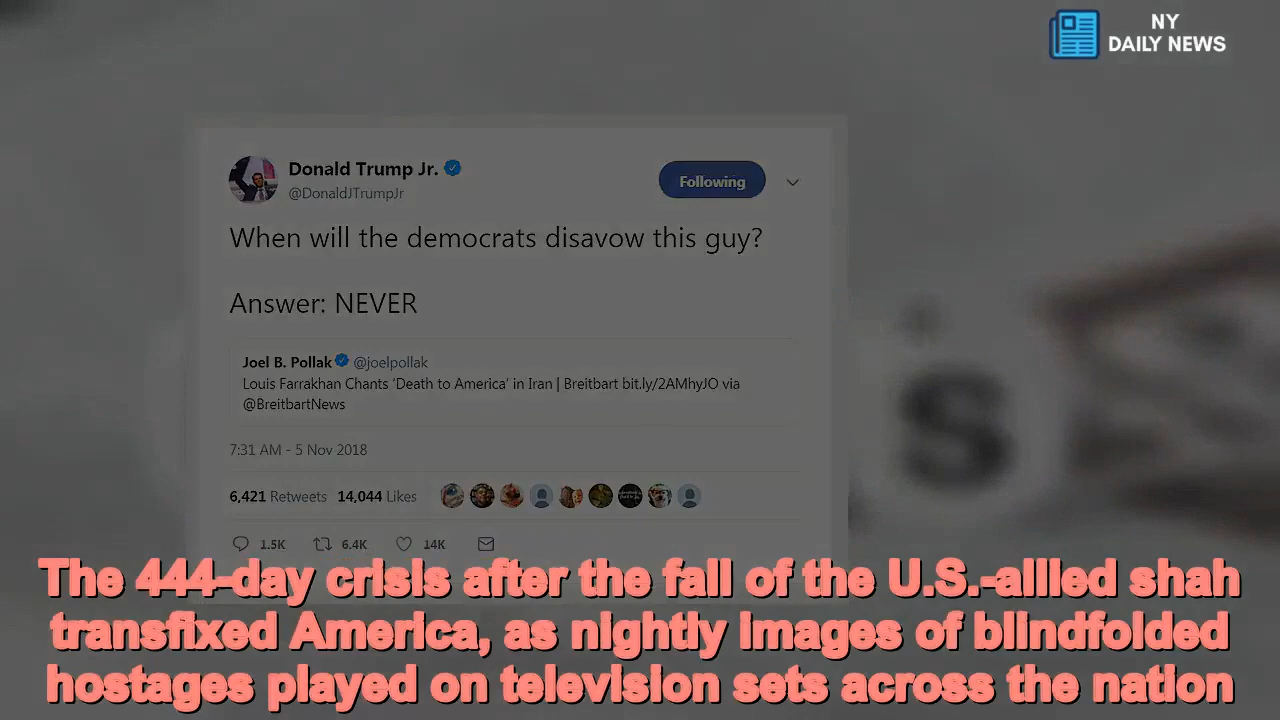 NY
DAILY NEWS
Donald Trump Jr.
@DonaldJTrumpJr
Following
When will the democrats disavow this guy?
Answer: NEVER
Joel B. Pollak @joelpollak
Louis Farrakhan Chants 'Death to America' in Iran | Breitbart bit.ly/2AMhyJO via
@BreitbartNews
7:31 AM - 5 Nov 2018
6,421 Retweets 14,044 Likes
1.5K 6.4K 14K
S
The 444-day crisis after the fall of the U.S.-allied shah
transfixed America, as nightly images of blindfolded
hostages played on television sets across the nation